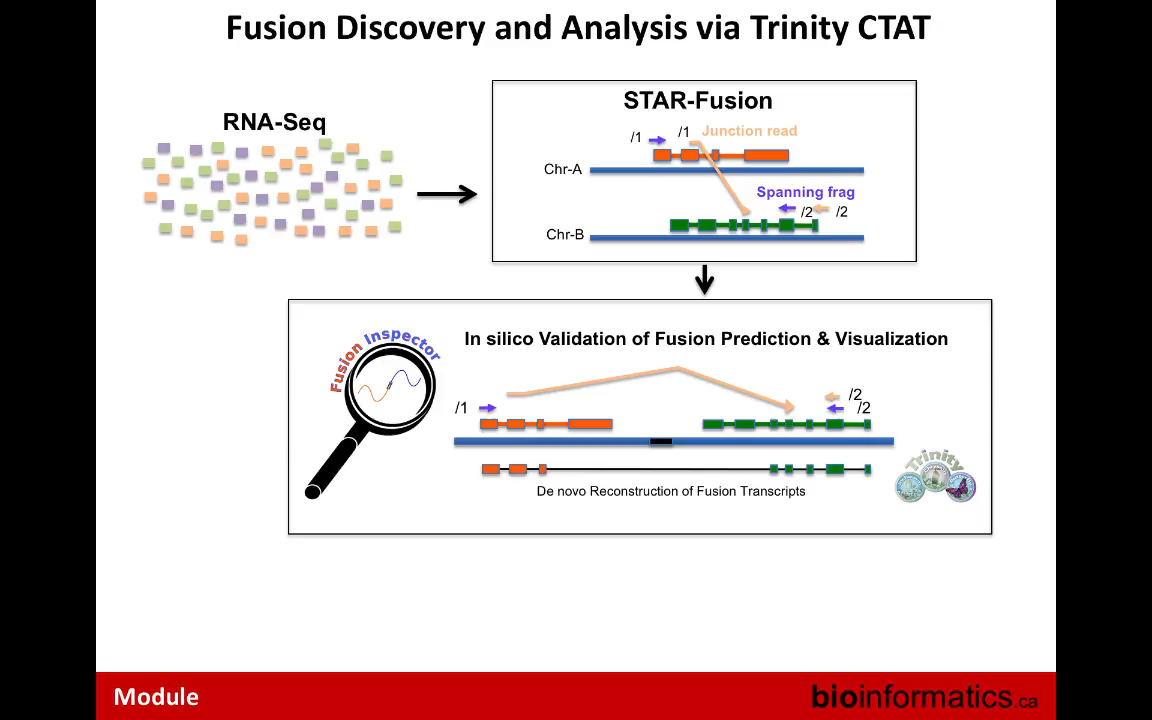 Fusion Discovery and Analysis via Trinity CTAT
RNA-Seq
STAR-Fusion
/1
/1
Junction read
Chr-A
Spanning frag
/2
/2
Chr-B
Fusion Inspector
In silico Validation of Fusion Prediction & Visualization
/1
/2
/2
Trinity
De novo Reconstruction of Fusion Transcripts
Module
bioinformatics.ca